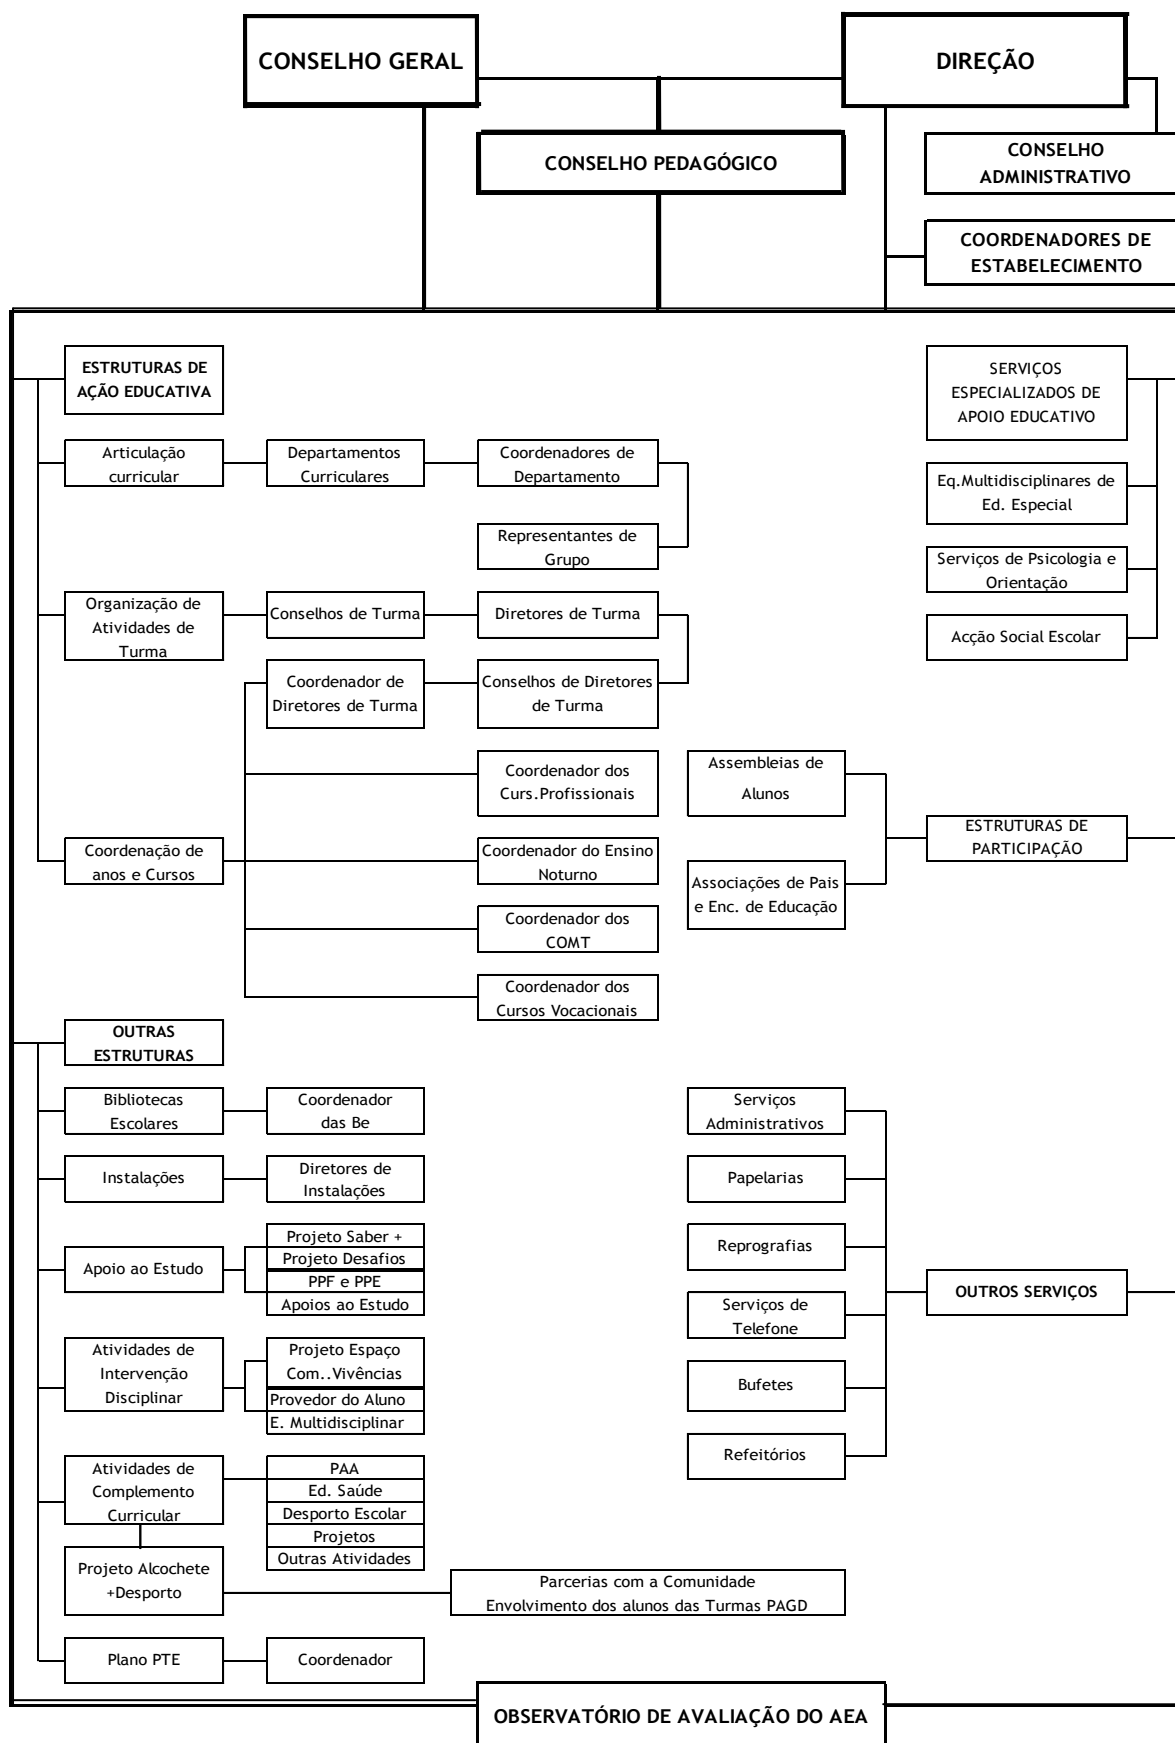 CONSELHO GERAL
DIREÇÃO
CONSELHO PEDAGÓGICO
CONSELHO
ADMINISTRATIVO
COORDENADORES DE
ESTABELECIMENTO
ESTRUTURAS DE
AÇÃO EDUCATIVA
SERVIÇOS
ESPECIALIZADOS DE
APOIO EDUCATIVO
Articulação
curricular
Departamentos
Curriculares
Coordenadores de
Departamento
Eq.Multidisciplinares de
Ed. Especial
Representantes de
Grupo
Serviços de Psicologia e
Orientação
Organização de
Atividades de
Turma
Conselhos de Turma
Diretores de Turma
Acção Social Escolar
Coordenador de
Diretores de Turma
Conselhos de Diretores
de Turma
Coordenador dos
Curs.Profissionais
Assembleias de
Alunos
ESTRUTURAS DE
PARTICIPAÇÃO
Coordenação de
anos e Cursos
Coordenador do Ensino
Noturno
Associações de Pais
e Enc. de Educação
Coordenador dos
COMT
Coordenador dos
Cursos Vocacionais
OUTRAS
ESTRUTURAS
Bibliotecas
Escolares
Coordenador
das Be
Serviços
Administrativos
Instalações
Diretores de
Instalações
Papelarias
Apoio ao Estudo
Projeto Saber +
Projeto Desafios
PPF e PPE
Apoios ao Estudo
Reprografias
OUTROS SERVIÇOS
Serviços de
Telefone
Atividades de
Intervenção
Disciplinar
Projeto Espaço
Com..Vivências
Provedor do Aluno
E. Multidisciplinar
Bufetes
Refeitórios
Atividades de
Complemento
Curricular
PAA
Ed. Saúde
Desporto Escolar
Projetos
Outras Atividades
Projeto Alcochete
+Desporto
Parcerias com a Comunidade
Envolvimento dos alunos das Turmas PAGD
Plano PTE
Coordenador
OBSERVATÓRIO DE AVALIAÇÃO DO AEA